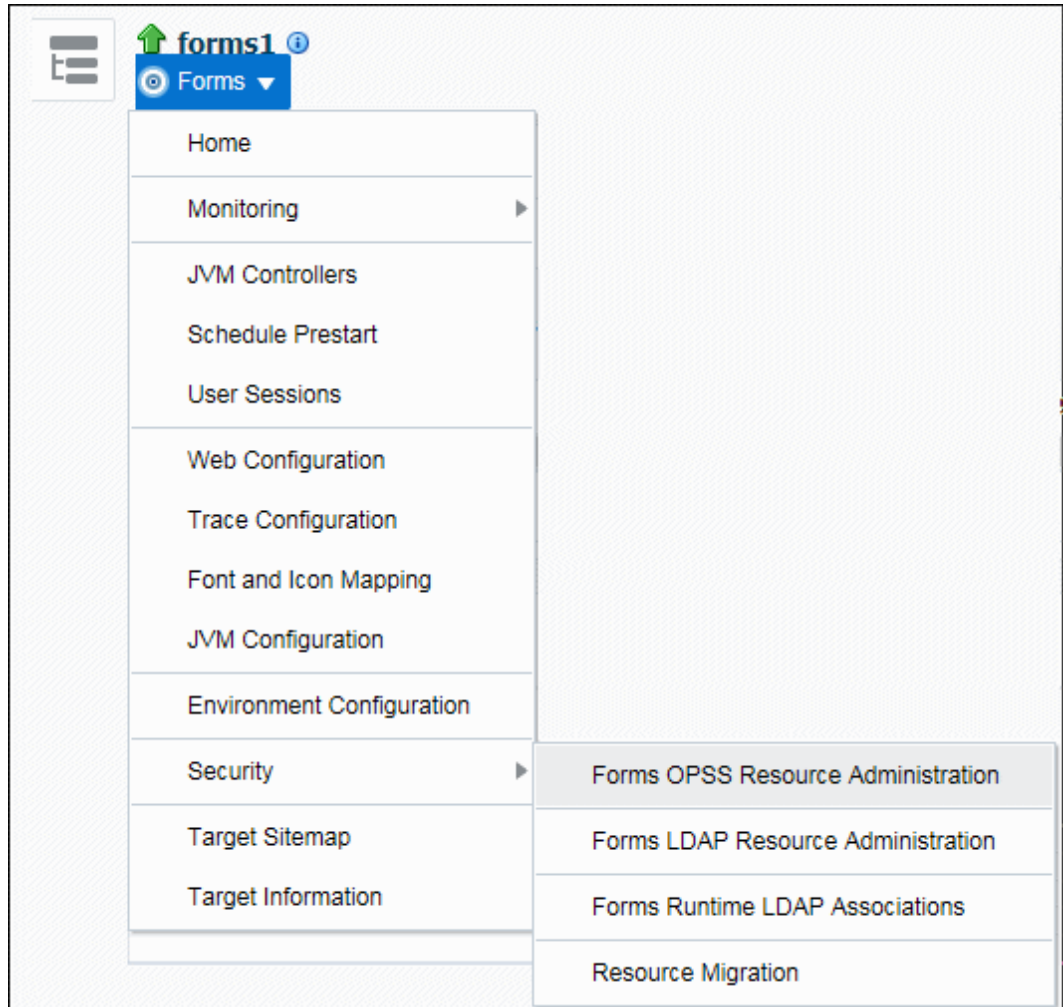 forms1
Forms
Home
Monitoring
JVM Controllers
Schedule Prestart
User Sessions
Web Configuration
Trace Configuration
Font and Icon Mapping
JVM Configuration
Environment Configuration
Security
Forms OPSS Resource Administration
Forms LDAP Resource Administration
Forms Runtime LDAP Associations
Resource Migration
Target Sitemap
Target Information